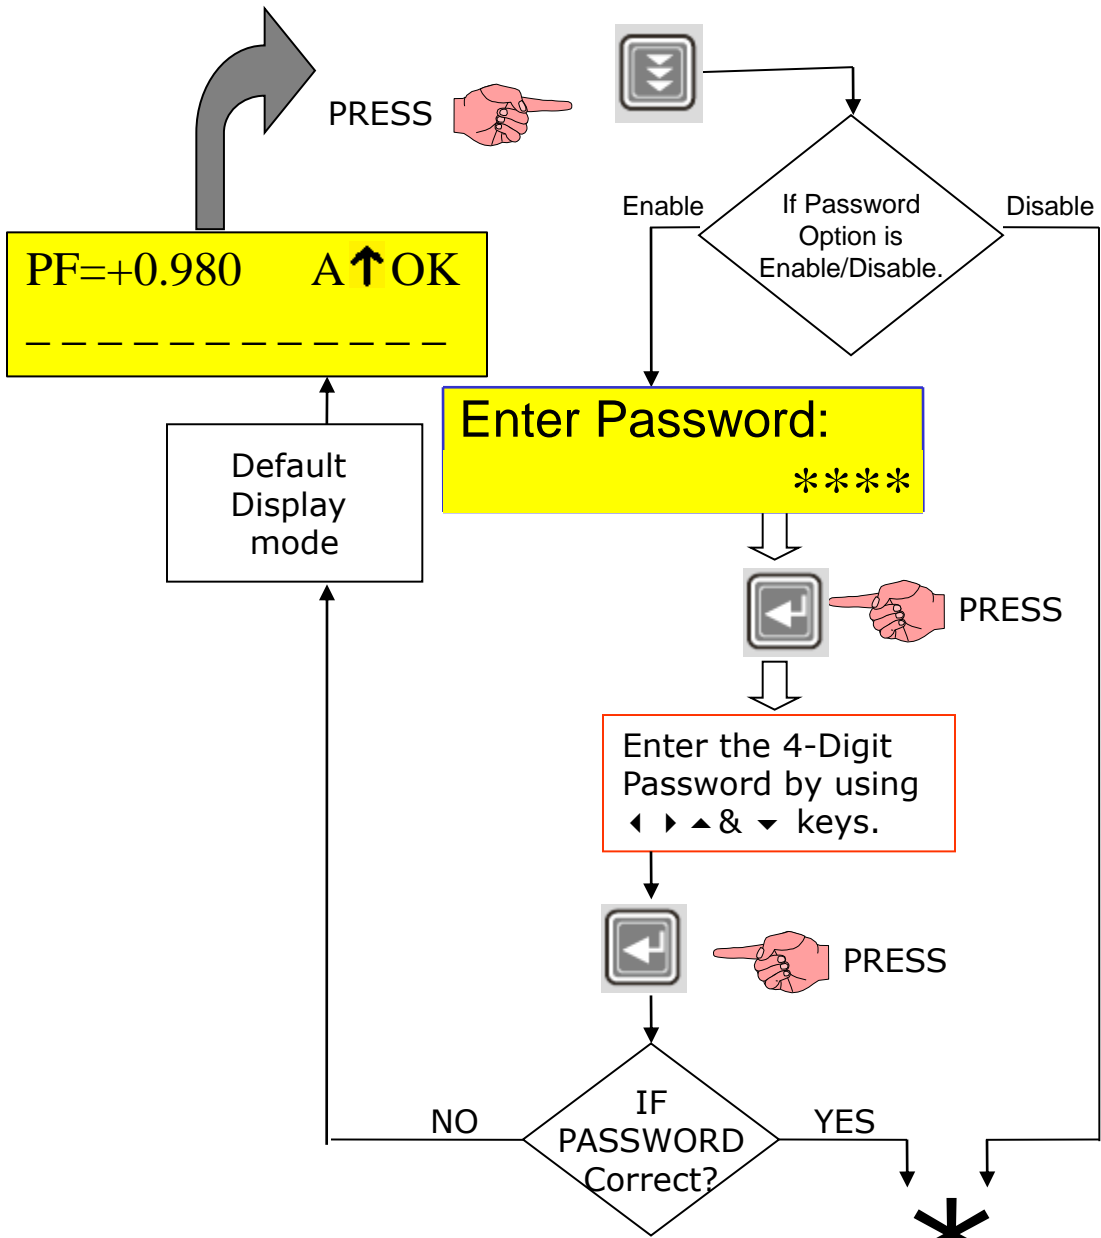 PRESS
Enable
If Password
Option is
Enable/Disable.
Disable
PF=+0.980 A↑OK
_ _ _ _ _ _ _ _ _ _ _ _
Enter Password:
****
Default
Display
mode
PRESS
Enter the 4-Digit
Password by using
◂ ▸ ▴& ▾ keys.
PRESS
NO
IF
PASSWORD
Correct?
YES
*